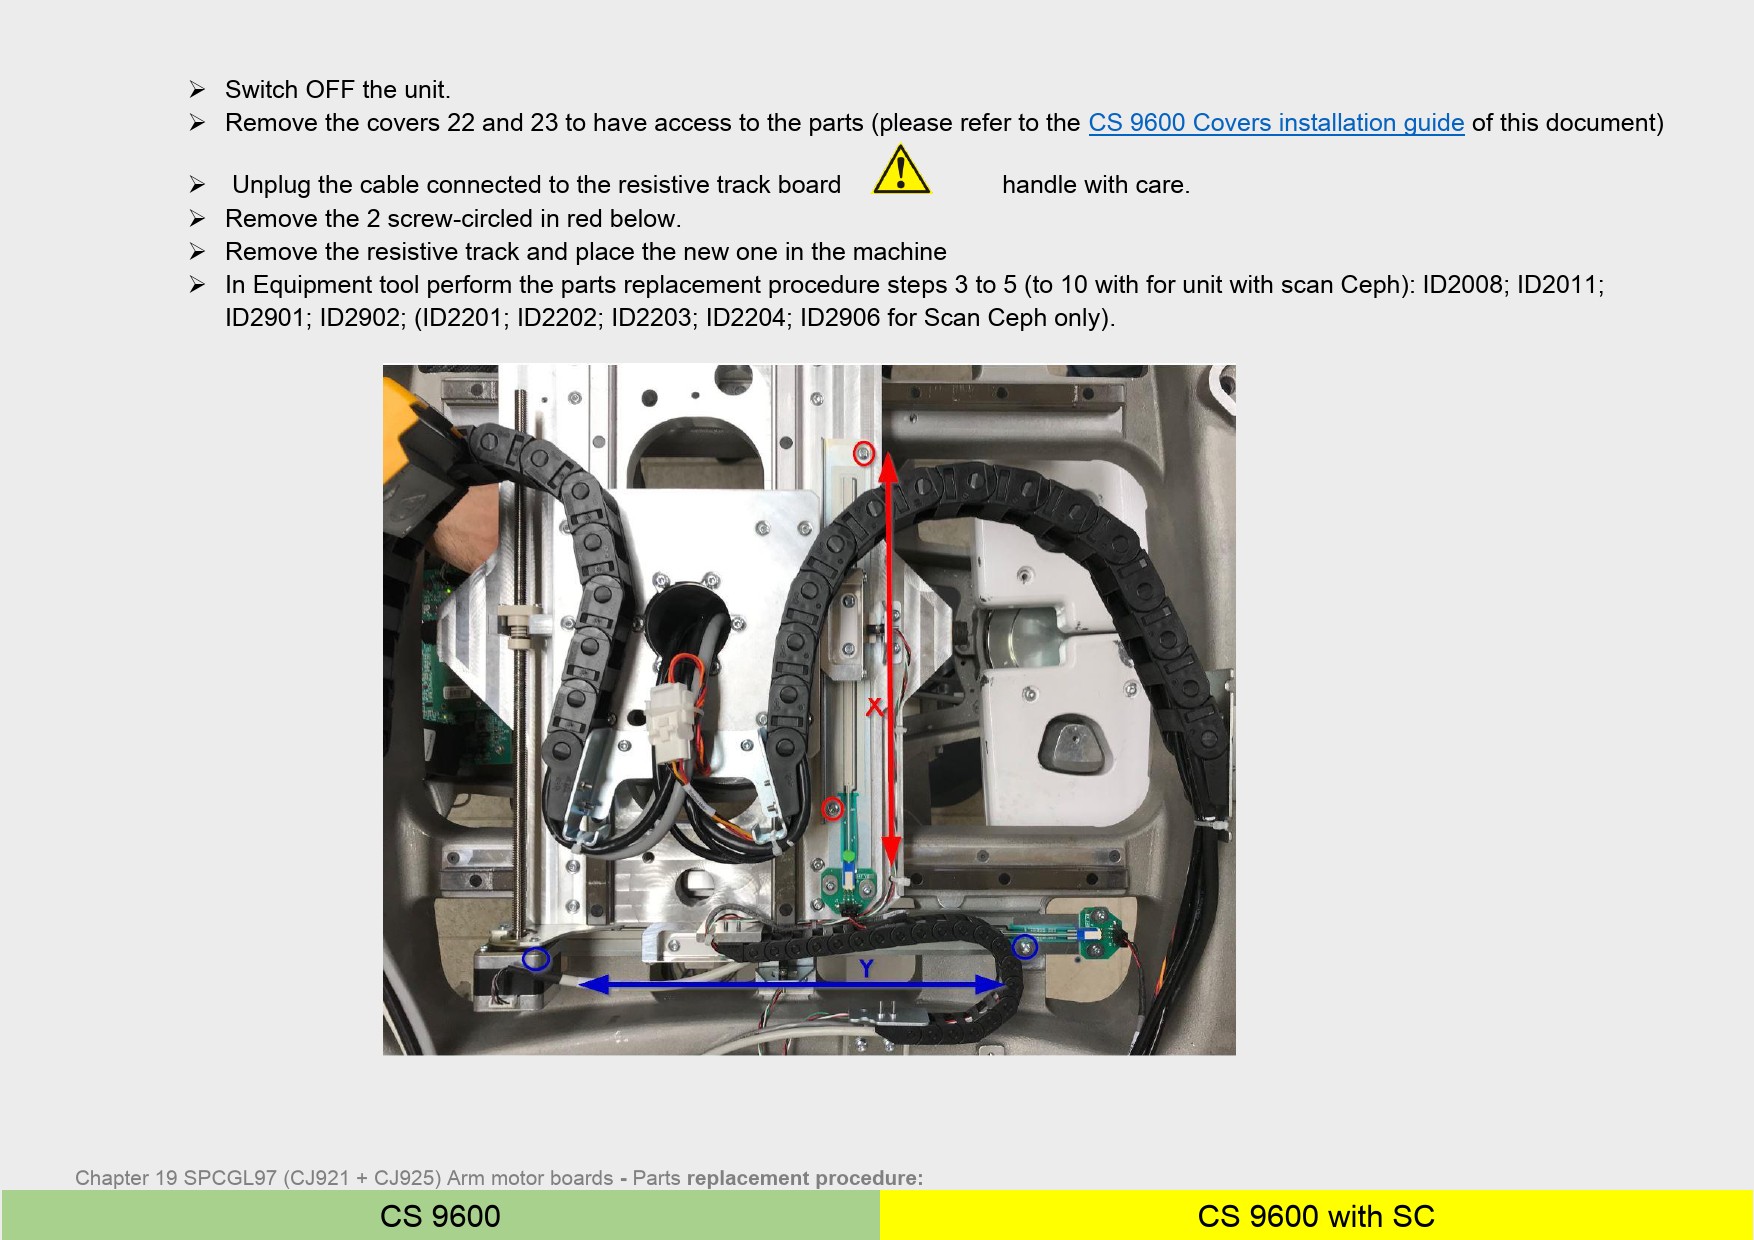 Switch OFF the unit.
Remove the covers 22 and 23 to have access to the parts (please refer to the CS 9600 Covers installation guide of this document)
Unplug the cable connected to the resistive track board handle with care.
Remove the 2 screw-circled in red below.
Remove the resistive track and place the new one in the machine
In Equipment tool perform the parts replacement procedure steps 3 to 5 (to 10 with for unit with scan Ceph): ID2008; ID2011;
ID2901; ID2902; (ID2201; ID2202; ID2203; ID2204; ID2906 for Scan Ceph only).
X
Y
Chapter 19 SPCGL97 (CJ921 + CJ925) Arm motor boards - Parts replacement procedure:
CS 9600
CS 9600 with SC